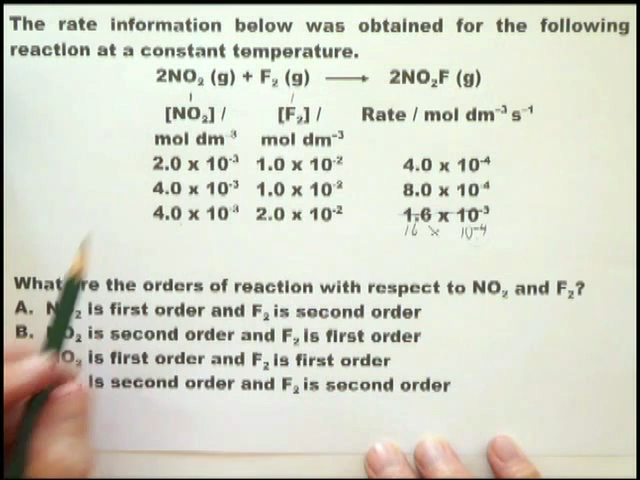 The rate information below was obtained for the following
reaction at a constant temperature.
2NO₂ (g) + F₂ (g) ⟶ 2NO₂F (g)
[NO₂] / [F₂] / Rate / mol dm⁻³ s⁻¹
mol dm⁻³ mol dm⁻³
2.0 x 10⁻³ 1.0 x 10⁻² 4.0 x 10⁻⁴
4.0 x 10⁻³ 1.0 x 10⁻² 8.0 x 10⁻⁴
4.0 x 10⁻³ 2.0 x 10⁻² 1.6 x 10⁻³
16 x 10⁻⁴
What are the orders of reaction with respect to NO₂ and F₂?
A. N ₂ is first order and F₂ is second order
B. O₂ is second order and F₂ is first order
O₂ is first order and F₂ is first order
is second order and F₂ is second order